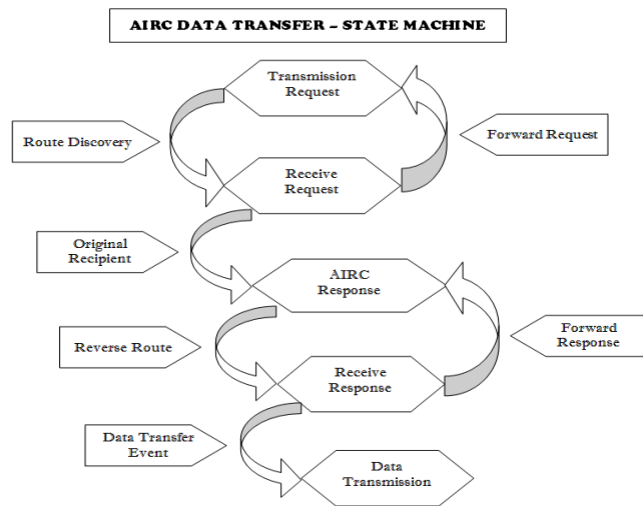 AIRC DATA TRANSFER – STATE MACHINE
Transmission
Request
Route Discovery
Forward Request
Receive
Request
Original
Recipient
AIRC
Response
Reverse Route
Forward
Response
Receive
Response
Data Transfer
Event
Data
Transmission